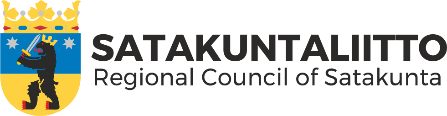 SATAKUNTALIITTO
Regional Council of Satakunta